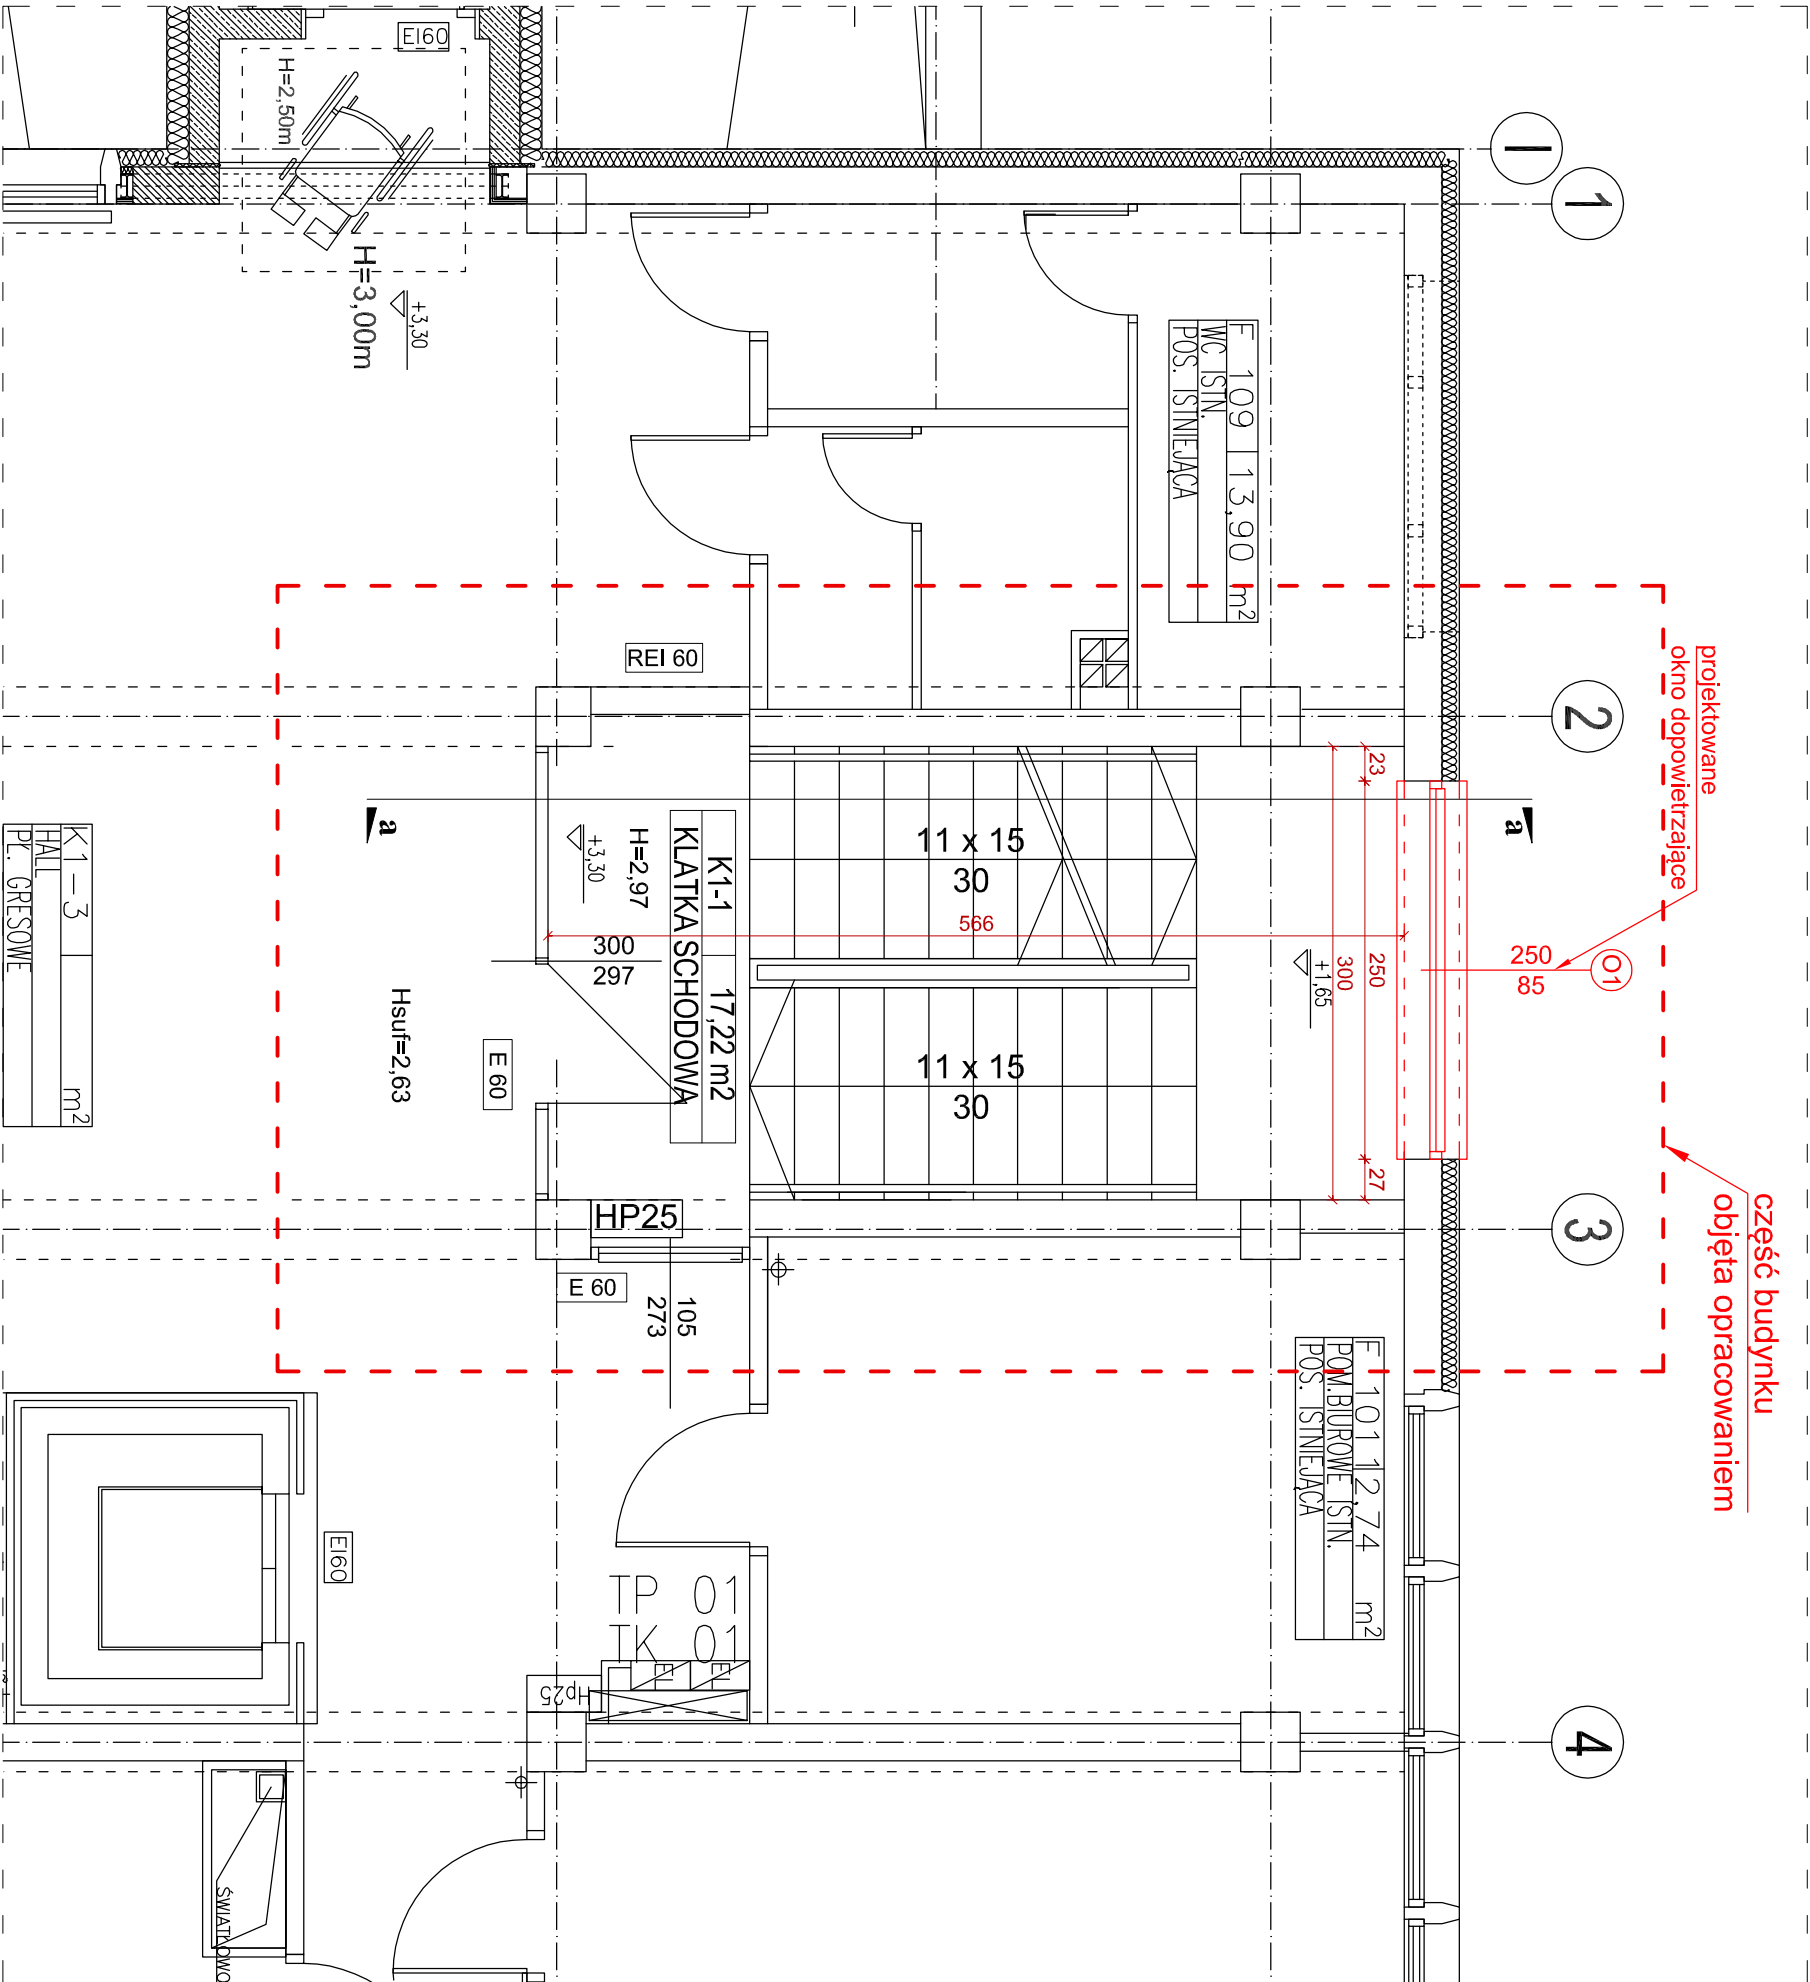 EI60
H=2,50m
H=3,00m
+3,30
I
1
F 109 13,90 m²
WC ISTN.
POS. ISTNIEJĄCA
REI 60
2
projektowane
okno dopowietrzające
K1-3
m²
HALL
PŁ. GRESOWE
a
a
+3,30
H=2,97
K1-1
17,22 m2
KLATKA SCHODOWA
300
297
Hsuf=2,63
E 60
11 x 15
30
566
11 x 15
30
23
250
300
27
+1,65
250
85
O1
3
część budynku
objęta opracowaniem
HP25
E 60
105
273
F 101 12,74 m²
POM.BIUROWE ISTN.
POS. ISTNIEJĄCA
EI60
TP 01
TK 01
EL
EL
Hp25
4